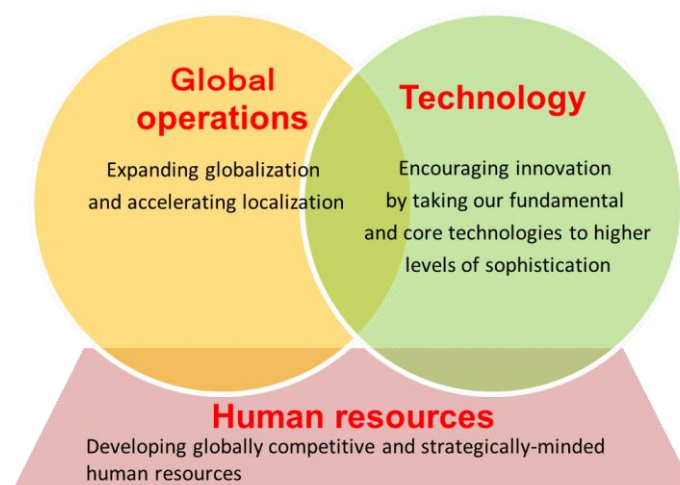 Global
operations
Expanding globalization
and accelerating localization
Technology
Encouraging innovation
by taking our fundamental
and core technologies to higher
levels of sophistication
Human resources
Developing globally competitive and strategically-minded
human resources